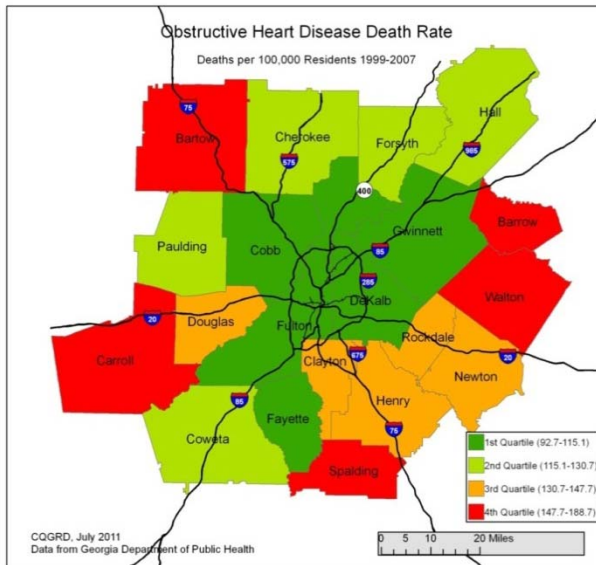 Obstructive Heart Disease Death Rate
Deaths per 100,000 Residents 1999-2007
75
Bartow
Cherokee
575
Forsyth
Hall
985
400
Paulding
Cobb
Gwinnett
85
Barrow
285
DeKalb
Walton
20
Douglas
Fulton
Rockdale
Carroll
Clayton
675
20
Newton
85
Henry
Fayette
75
Coweta
Spalding
1st Quartile (92.7-115.1)
2nd Quartile (115.1-130.7)
3rd Quartile (130.7-147.7)
4th Quartile (147.7-188.7)
CQGRD, July 2011
Data from Georgia Department of Public Health
0 5 10 20 Miles